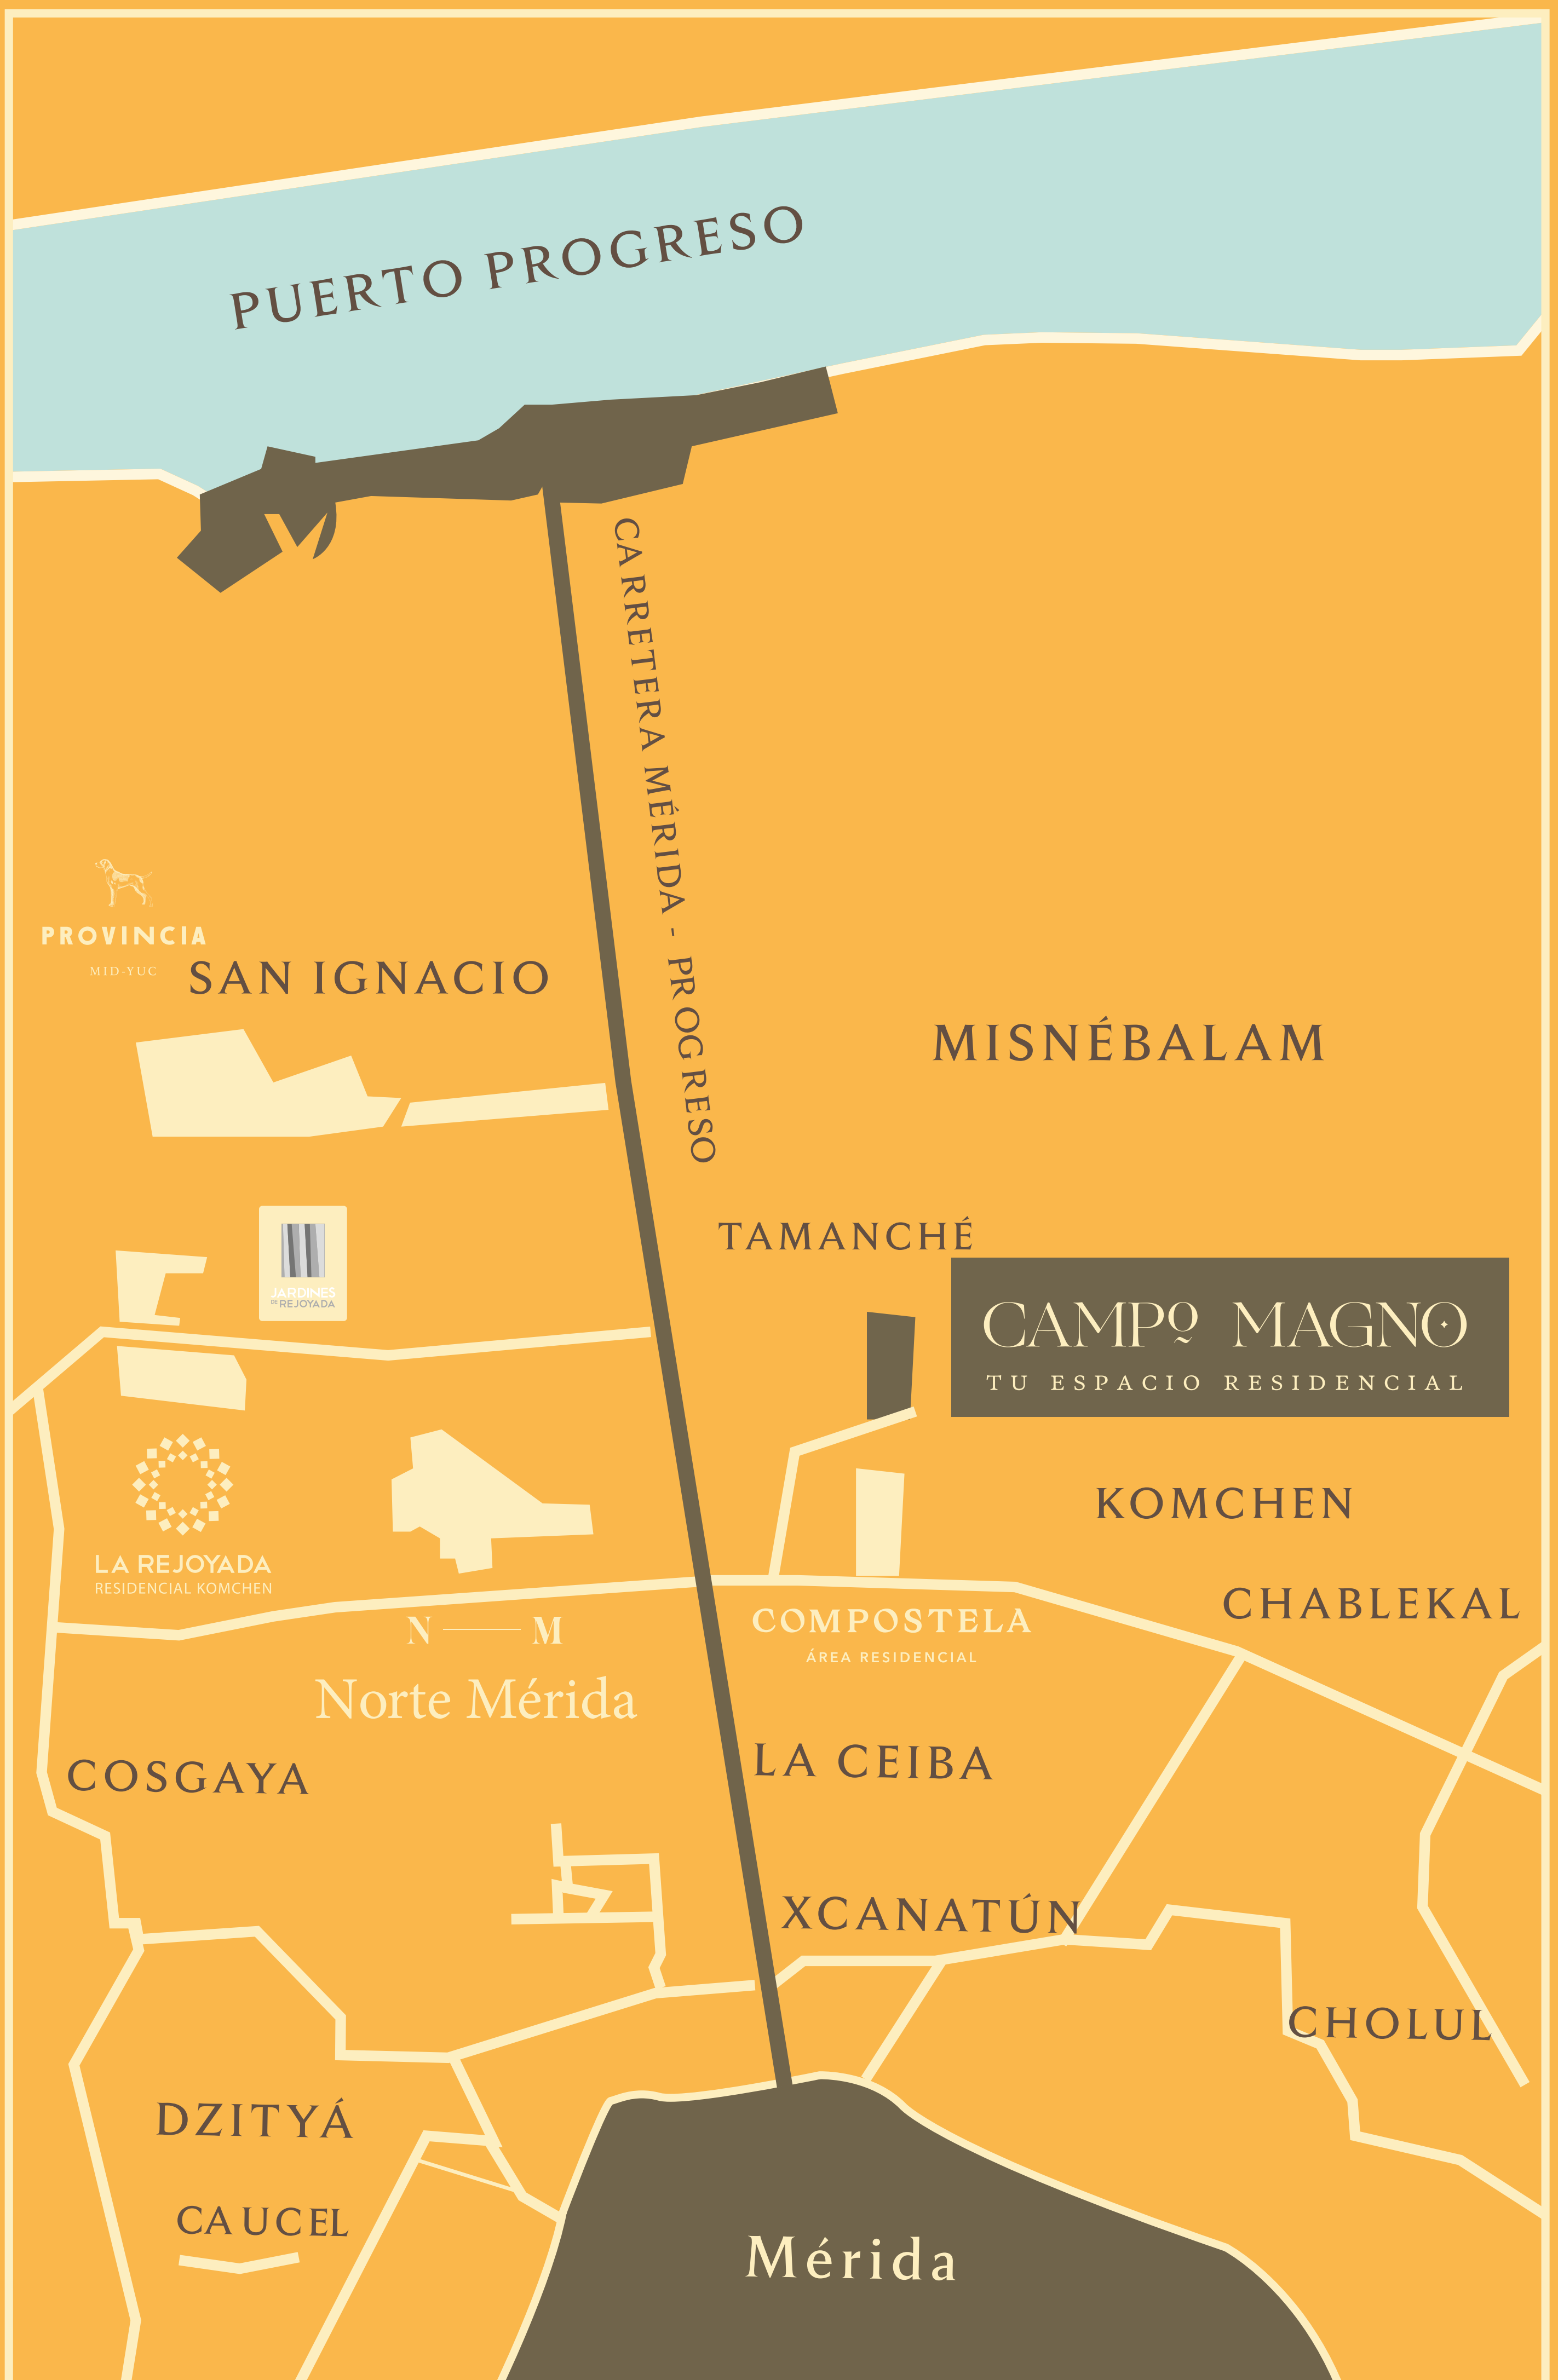 PUERTO PROGRESO
CARRETERA MÉRIDA - PROGRESO
PROVINCIA
MID-YUC
SAN IGNACIO
MISNÉBALAM
TAMANCHÉ
JARDINES
DE REJOYADA
CAMPO MAGNO
TU ESPACIO RESIDENCIAL
KOMCHEN
LA REJOYADA
RESIDENCIAL KOMCHEN
CHABLEKAL
N — M
Norte Mérida
COMPOSTELA
ÁREA RESIDENCIAL
COSGAYA
LA CEIBA
XCANATÚN
CHOLUL
DZITYÁ
CAUCEL
Mérida